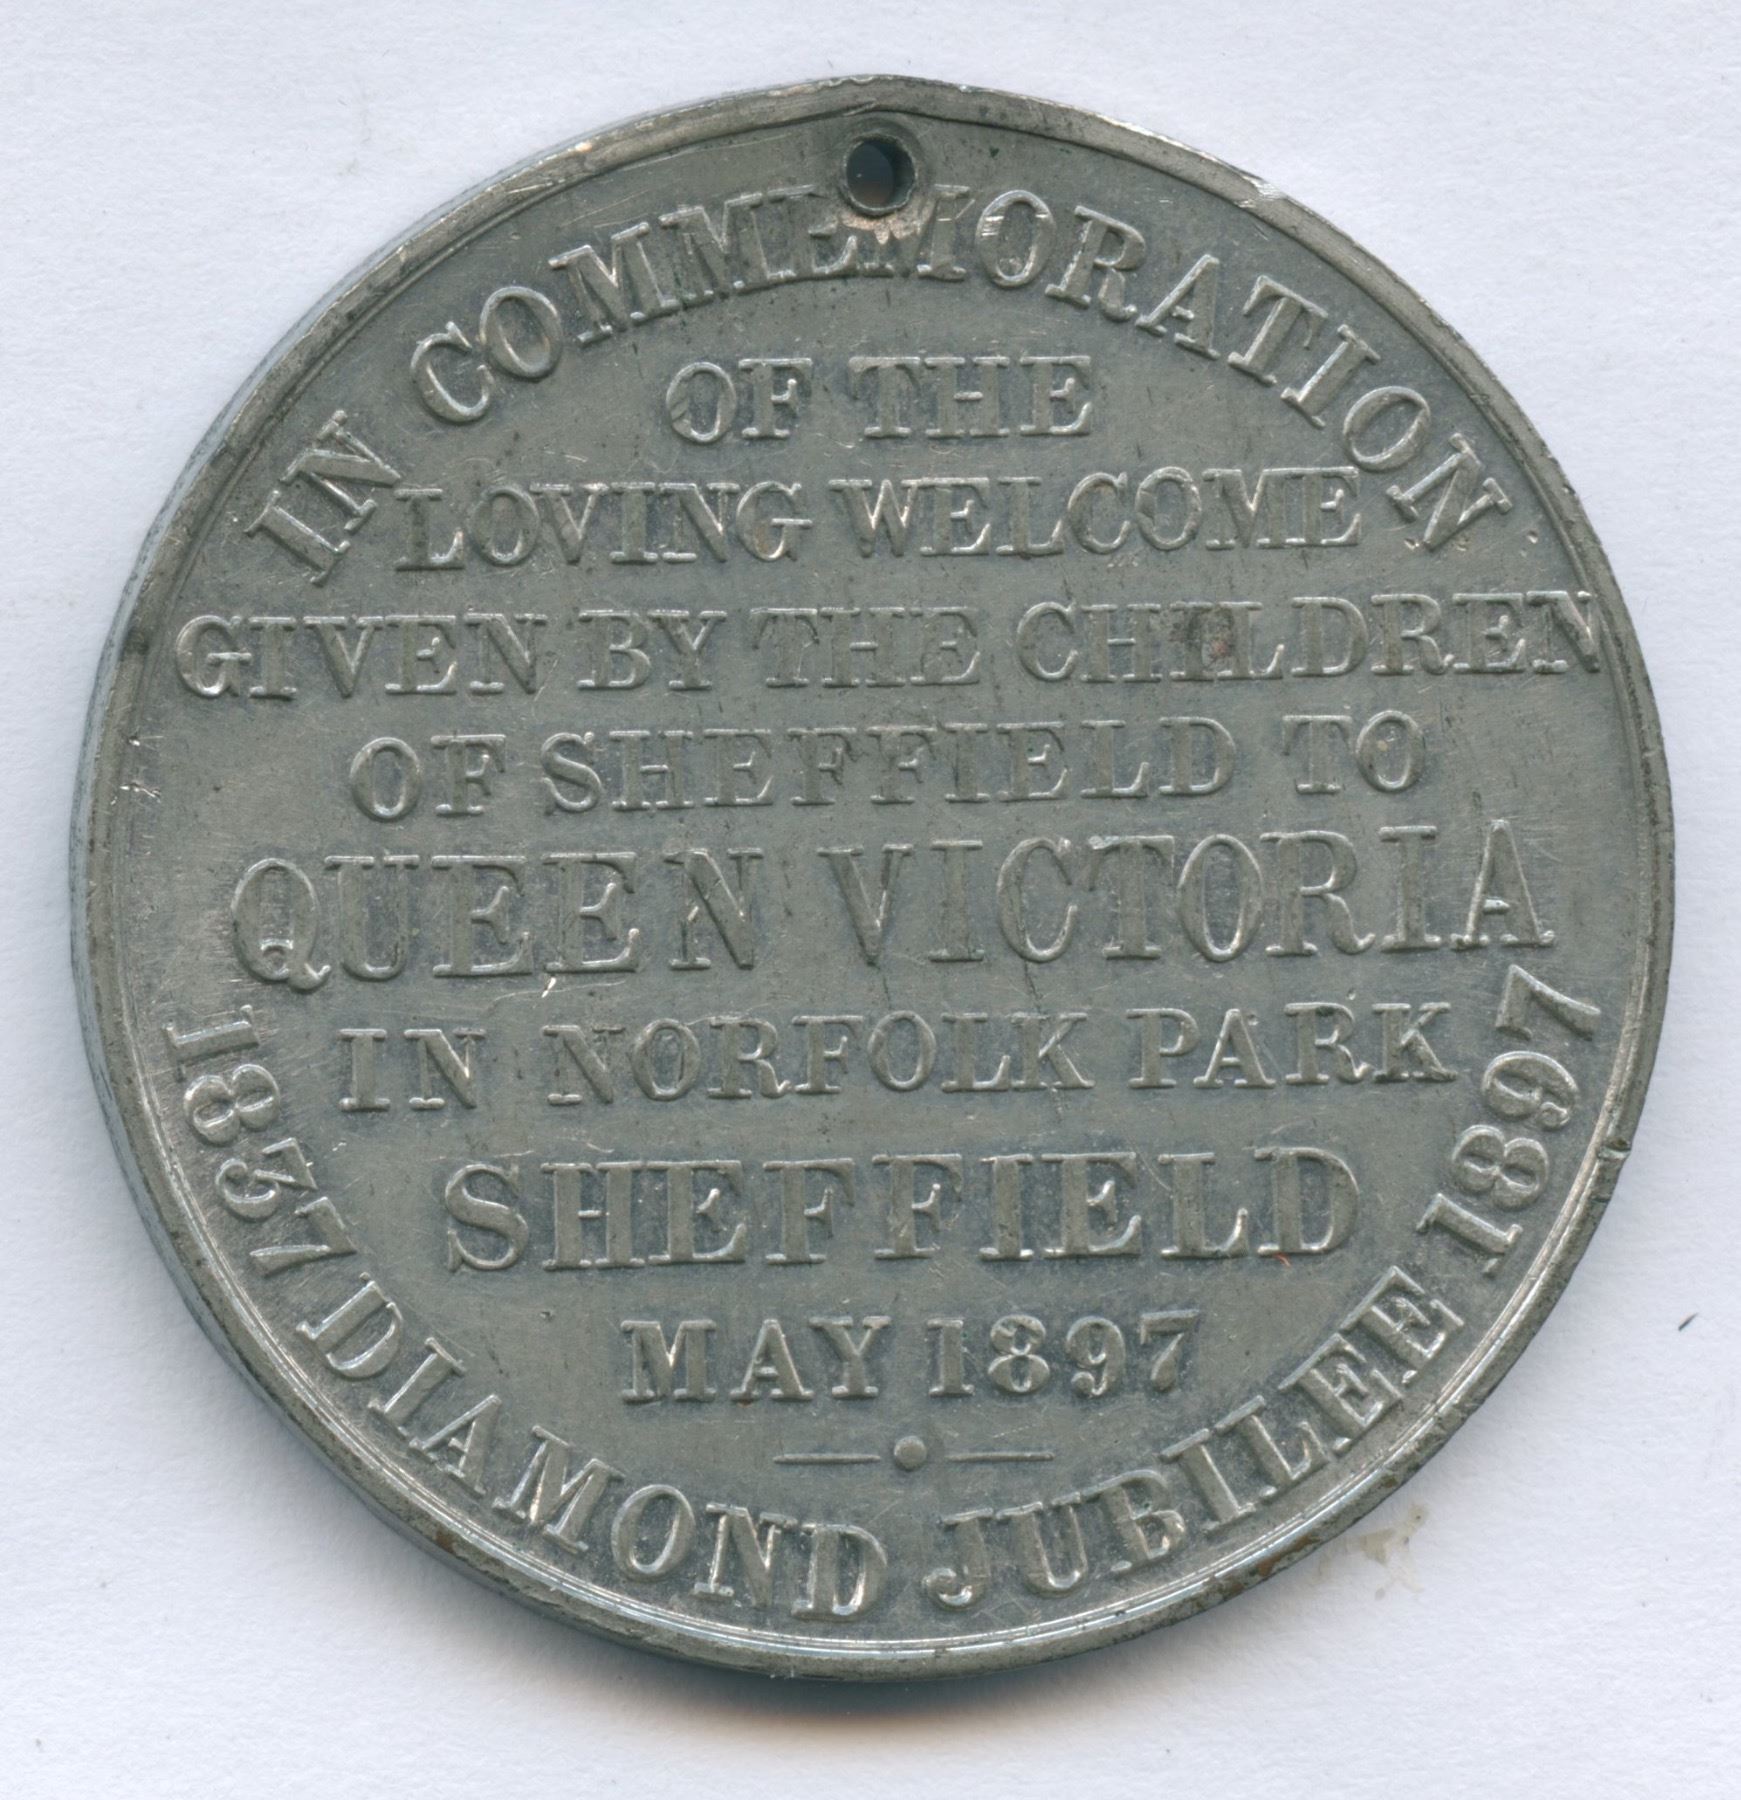 IN COMMEMORATION
OF THE
LOVING WELCOME
GIVEN BY THE CHILDREN
OF SHEFFIELD TO
QUEEN VICTORIA
IN NORFOLK PARK
SHEFFIELD
MAY 1897
1837 DIAMOND JUBILEE 1897